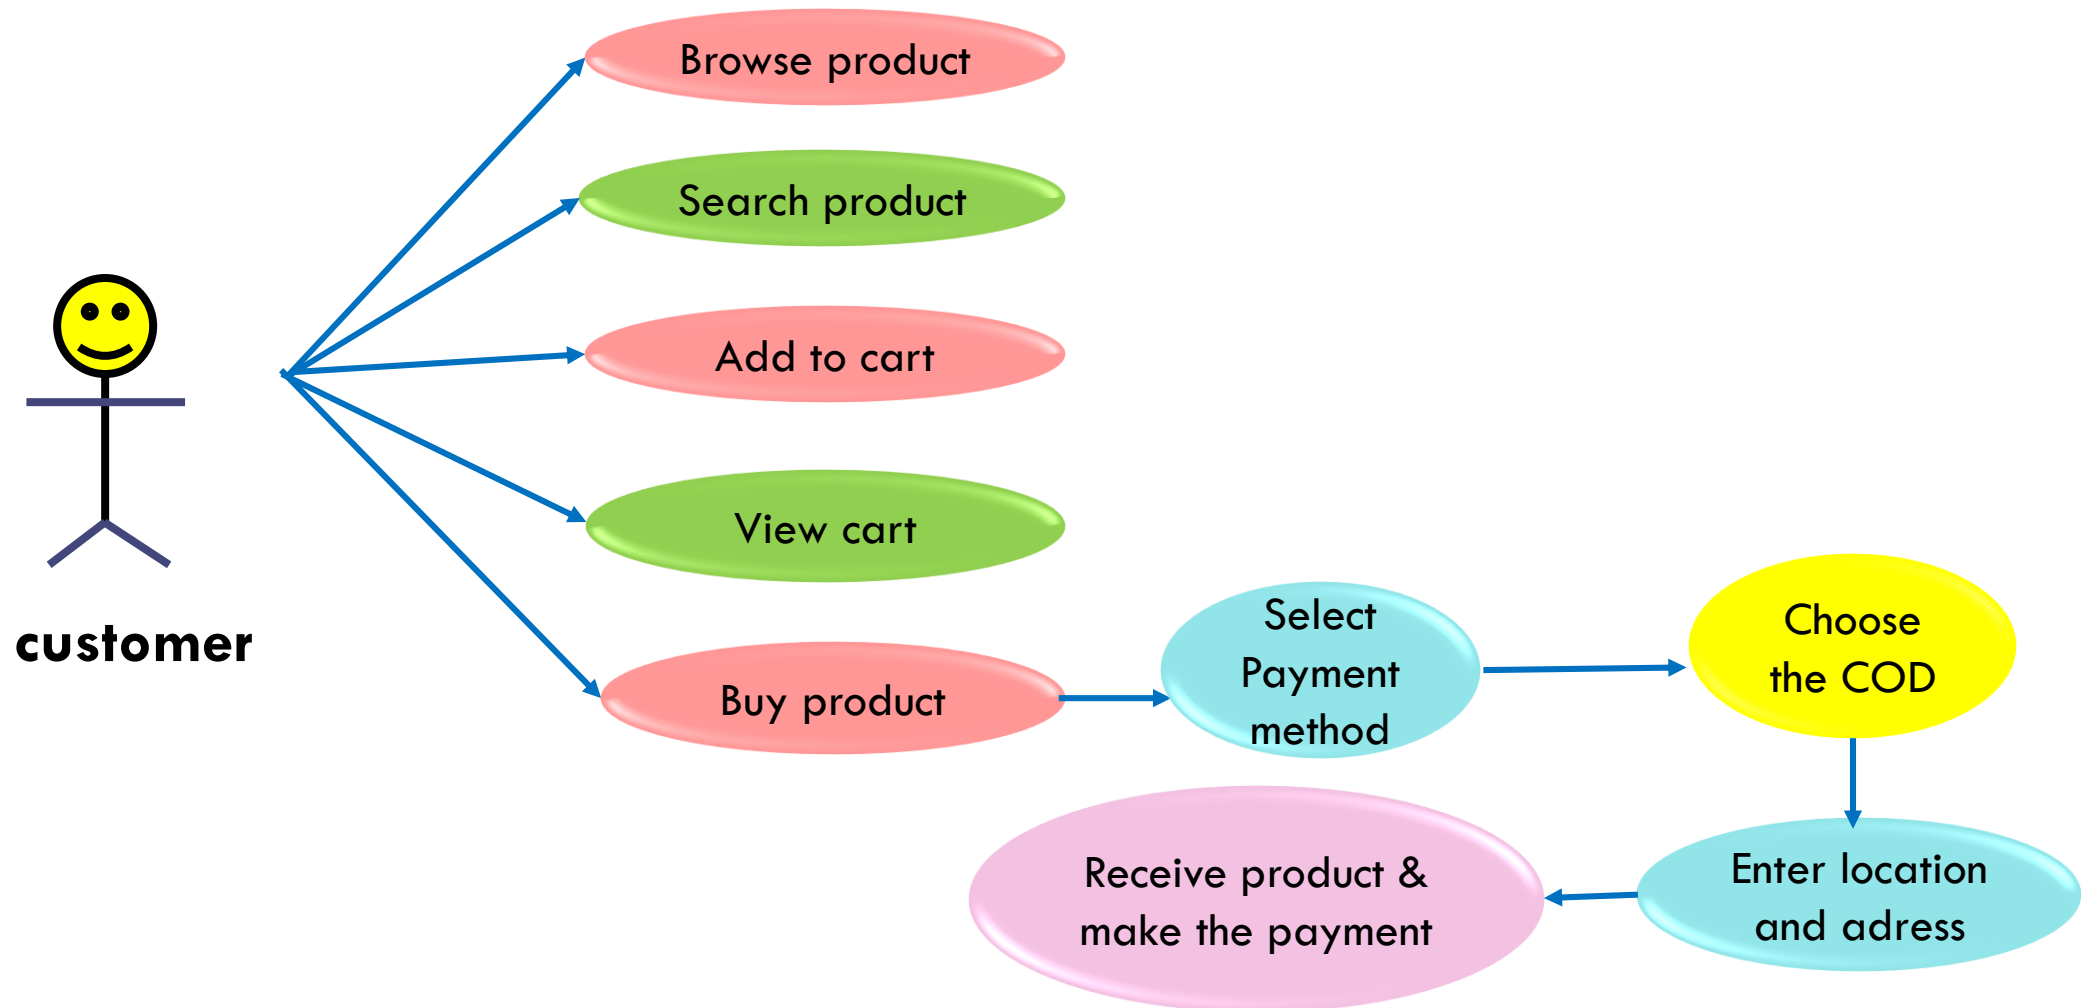 Browse product
Search product
Add to cart
View cart
customer
Buy product
Select
Payment
method
Choose
the COD
Enter location
and adress
Receive product &
make the payment